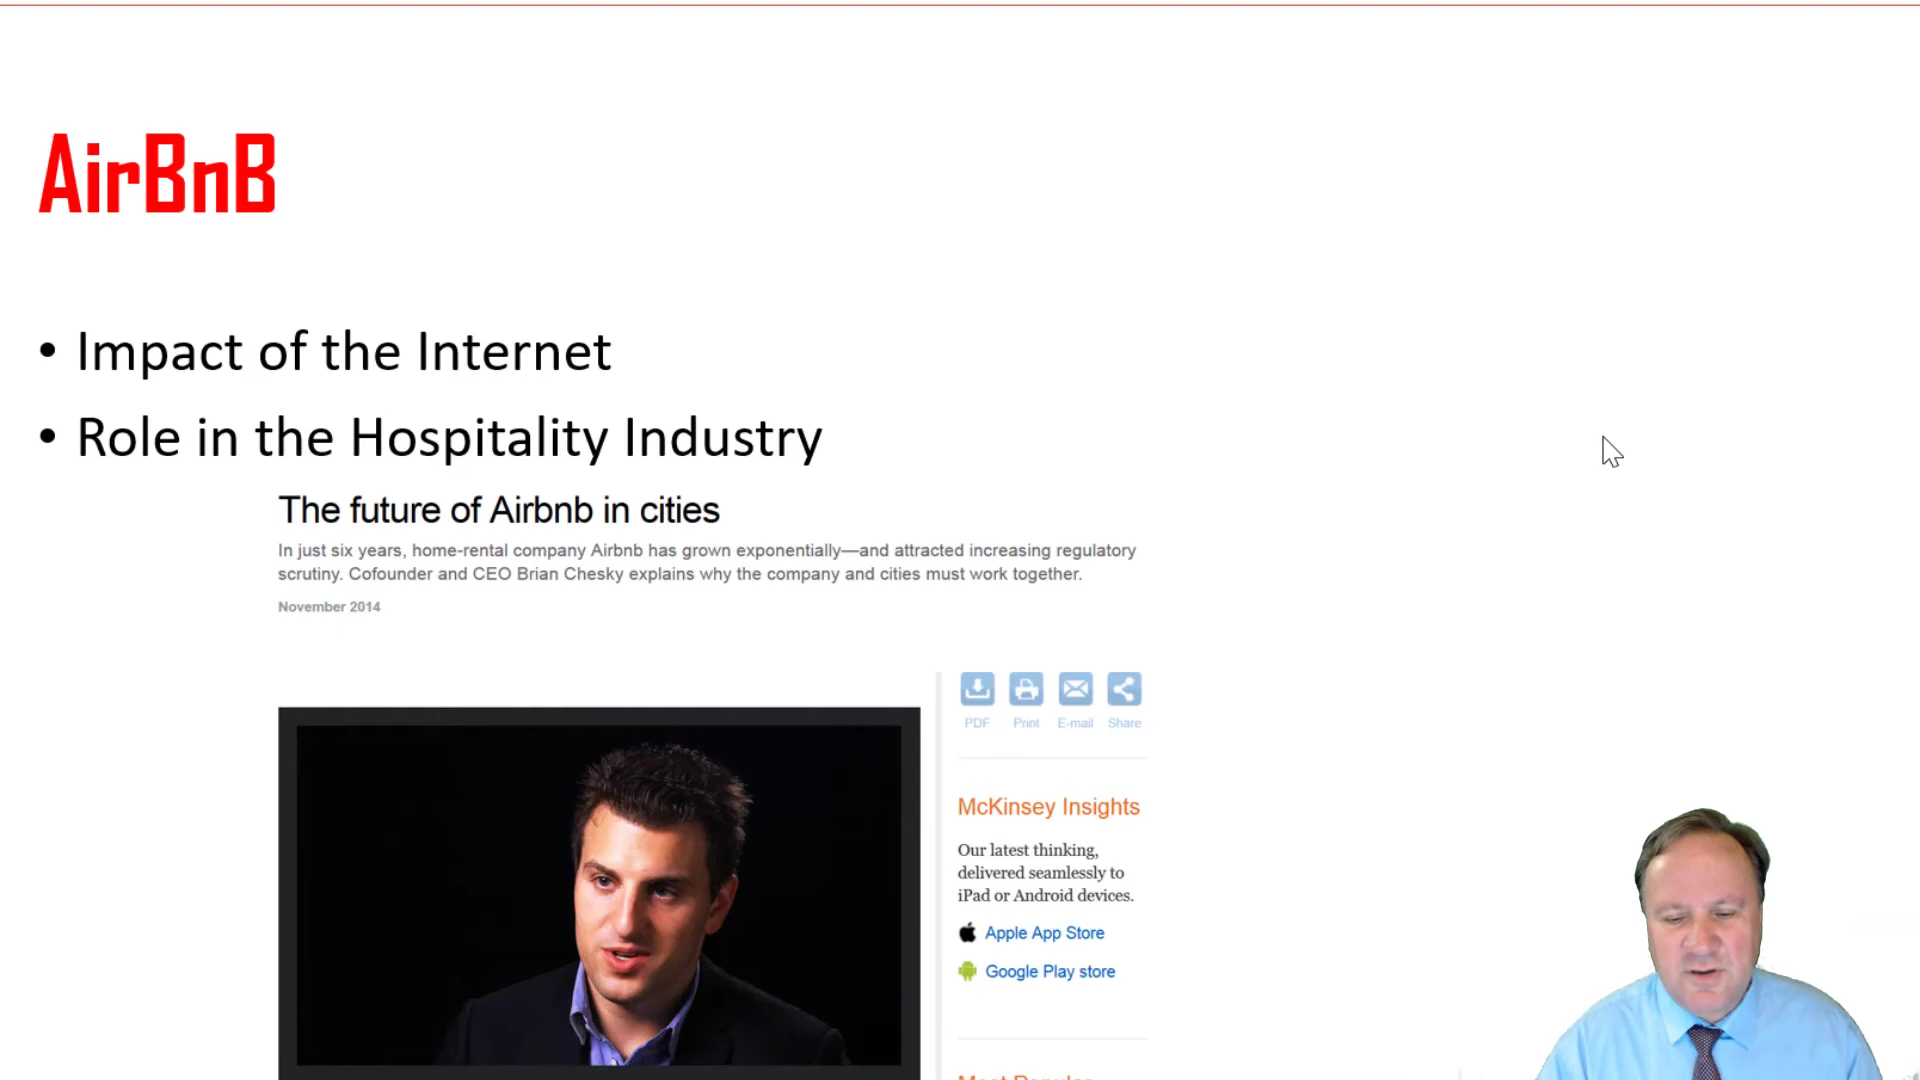 AirBnB
• Impact of the Internet
• Role in the Hospitality Industry
The future of Airbnb in cities
In just six years, home-rental company Airbnb has grown exponentially—and attracted increasing regulatory
scrutiny. Cofounder and CEO Brian Chesky explains why the company and cities must work together.
November 2014
PDF Print E-mail Share
McKinsey Insights
Our latest thinking,
delivered seamlessly to
iPad or Android devices.
Apple App Store
Google Play store
Most Popular